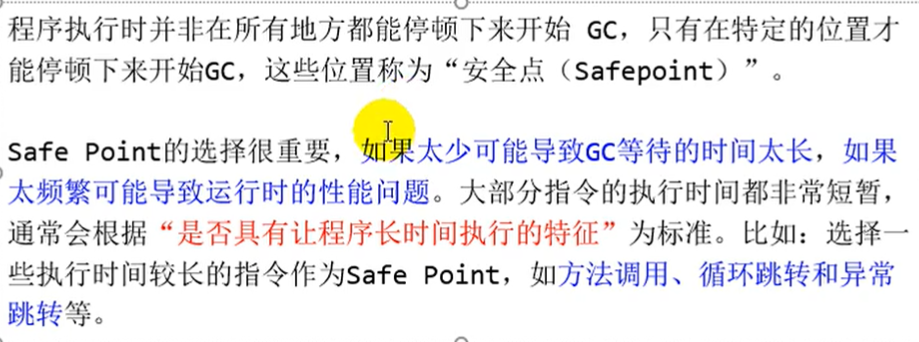 程序执行时并非在所有地方都能停顿下来开始 GC，只有在特定的位置才
能停顿下来开始GC，这些位置称为“安全点（Safepoint）”。
Safe Point的选择很重要，如果太少可能导致GC等待的时间太长，如果
太频繁可能导致运行时的性能问题。大部分指令的执行时间都非常短暂，
通常会根据“是否具有让程序长时间执行的特征”为标准。比如：选择一
些执行时间较长的指令作为Safe Point，如方法调用、循环跳转和异常
跳转等。